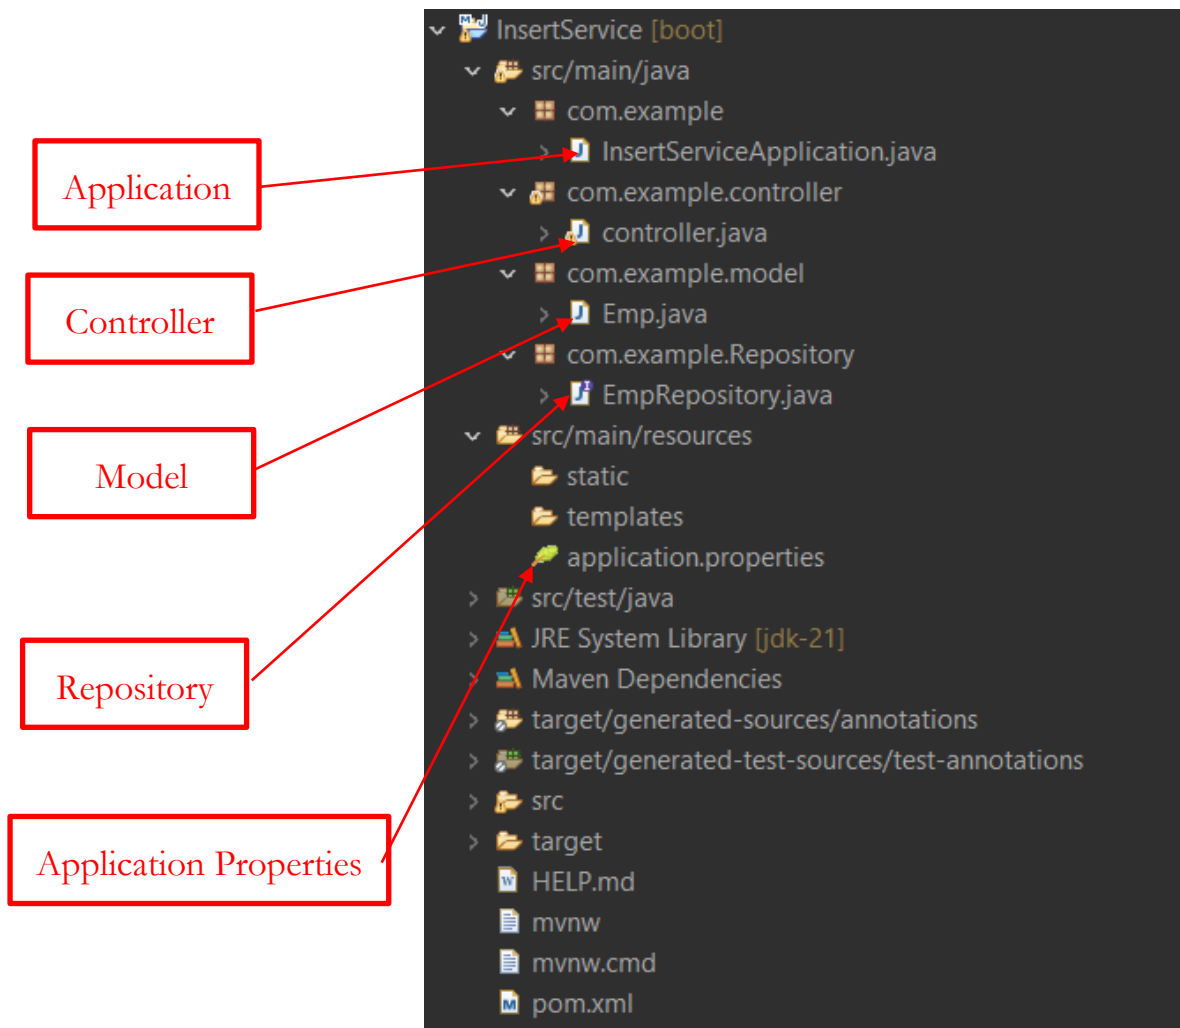 InsertService [boot]
src/main/java
com.example
InsertServiceApplication.java
com.example.controller
controller.java
com.example.model
Emp.java
com.example.Repository
EmpRepository.java
src/main/resources
static
templates
application.properties
src/test/java
JRE System Library [jdk-21]
Maven Dependencies
target/generated-sources/annotations
target/generated-test-sources/test-annotations
src
target
HELP.md
mvnw
mvnw.cmd
pom.xml
Application
Controller
Model
Repository
Application Properties